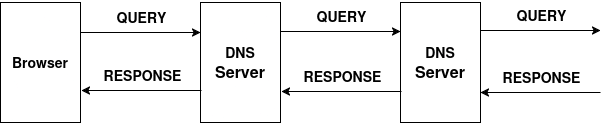 QUERY
QUERY
QUERY
Browser
DNS
Server
DNS
Server
RESPONSE
RESPONSE
RESPONSE